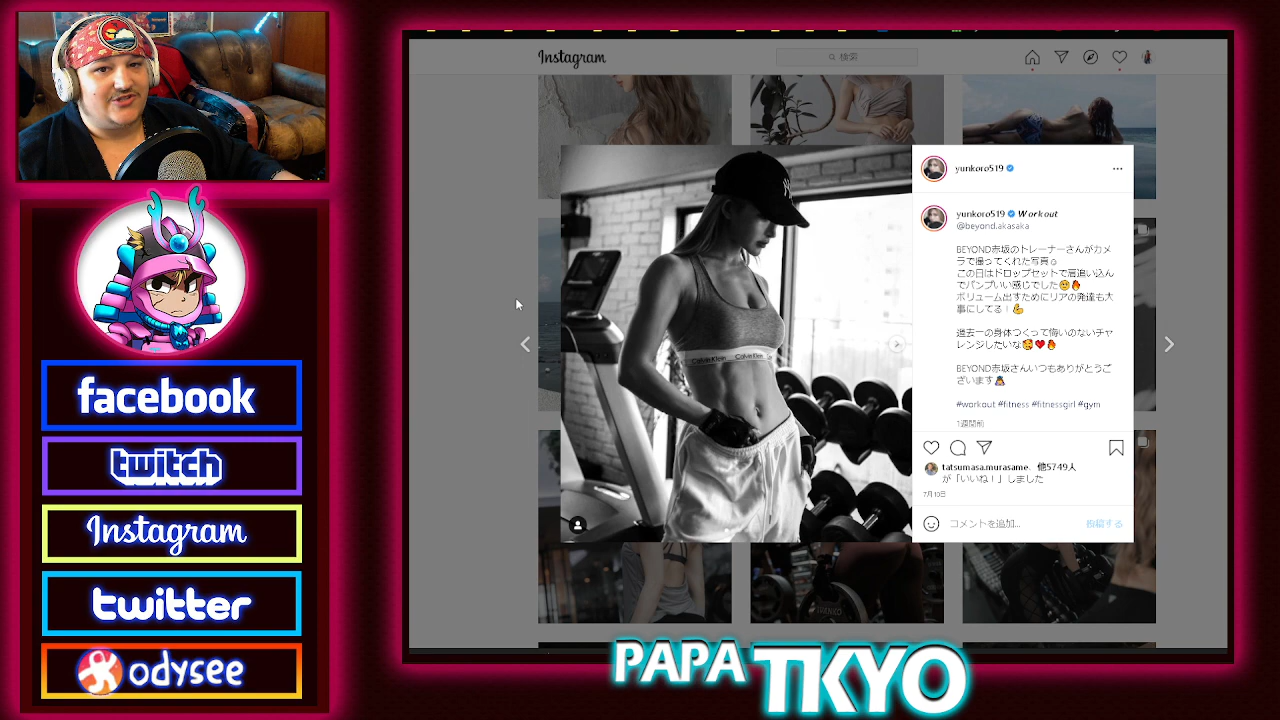 Instagram
検索
yunkoro519
yunkoro519 Workout
@beyond.akasaka
BEYOND赤坂のトレーナーさんがカメ
ラで撮ってくれた写真
この日はドロップセットで肩追い込ん
でパンプいい感じでした
ボリューム出すためにリアの発達も大
事にしてる！
過去一の身体つくって悔いのないチャ
レンジしたいな
BEYOND赤坂さんいつもありがとうご
ざいます
#workout #fitness #fitnessgirl #gym
1週間前
tatsumasa.murasame、他5749人
が「いいね！」しました
7月10日
コメントを追加...
投稿する
Calvin Klein Calvin Klein
IVANKO
facebook
twitch
Instagram
twitter
odysee
PAPA TKYO